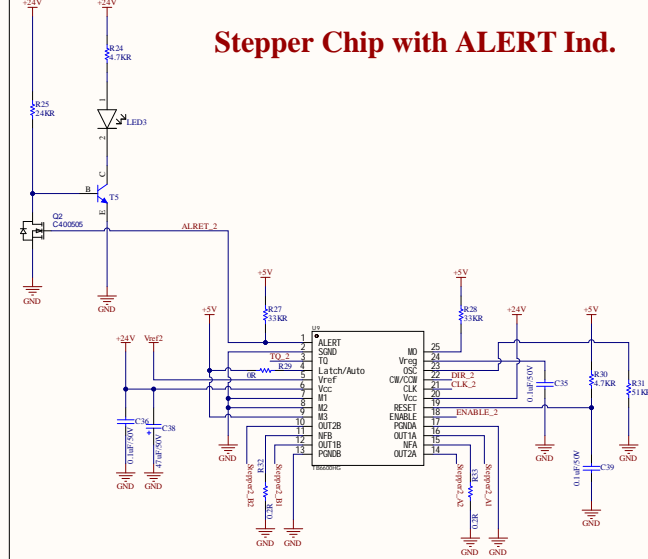 +24V
+24V
Stepper Chip with ALERT Ind.
R24
4.7KR
R25
24KR
1
LED3
2
C
B
T5
E
Q2
C400505
ALRET_2
GND
GND
+5V
+5V
+5V
+24V
+5V
R27
33KR
R28
33KR
+24V
Vref2
U9
1 ALERT
2 SGND
3 TQ
4 Latch/Auto
5 Vref
6 Vcc
7 M1
8 M2
9 M3
10 OUT2B
11 NFB
12 OUT1B
13 PGNDB
MO 25
Vreg 24
OSC 23
CW/CCW 22
CLK 21
Vcc 20
RESET 19
ENABLE 18
PGNDA 17
OUT1A 16
NFA 15
OUT2A 14
TB6600HG
TQ_2
R29
0R
DIR_2
CLK_2
ENABLE_2
C35
0.1uF/50V
R30
4.7KR
R31
51KR
C36
0.1uF/50V
+
C38
47uF/50V
C39
0.1uF/50V
Stepper2_B2
R32
0.2R
Stepper2_B1
Stepper2_A2
R33
0.2R
Stepper2_A1
GND
GND
GND
GND
GND
GND
GND
GND
GND
GND
GND